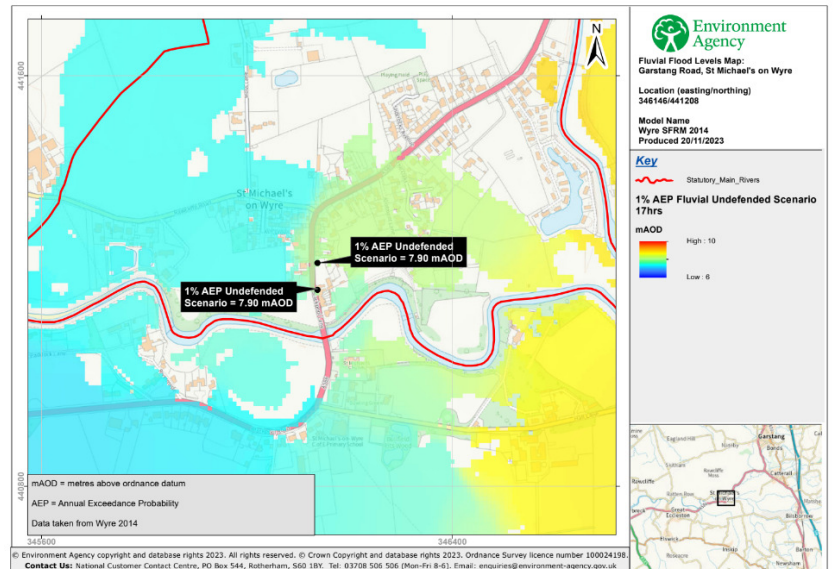 Environment
Agency
Fluvial Flood Levels Map:
Garstang Road, St Michael's on Wyre
Location (easting/northing)
346146/441208
Model Name
Wyre SFRM 2014
Produced 20/11/2023
Key
Statutory_Main_Rivers
1% AEP Fluvial Undefended Scenario
17hrs
mAOD
High : 10
Low : 6
N
441600
St Michael's
on Wyre
1% AEP Undefended
Scenario = 7.90 mAOD
1% AEP Undefended
Scenario = 7.90 mAOD
440800
mAOD = metres above ordnance datum
AEP = Annual Exceedance Probability
Data taken from Wyre 2014
345600
346400
Garstang
Catterall
Bilsborrow
© Environment Agency copyright and database rights 2023. All rights reserved. © Crown Copyright and database rights 2023. Ordnance Survey licence number 100024198.
Contact Us: National Customer Contact Centre, PO Box 544, Rotherham, S60 1BY. Tel: 03708 506 506 (Mon-Fri 8-6). Email: enquiries@environment-agency.gov.uk